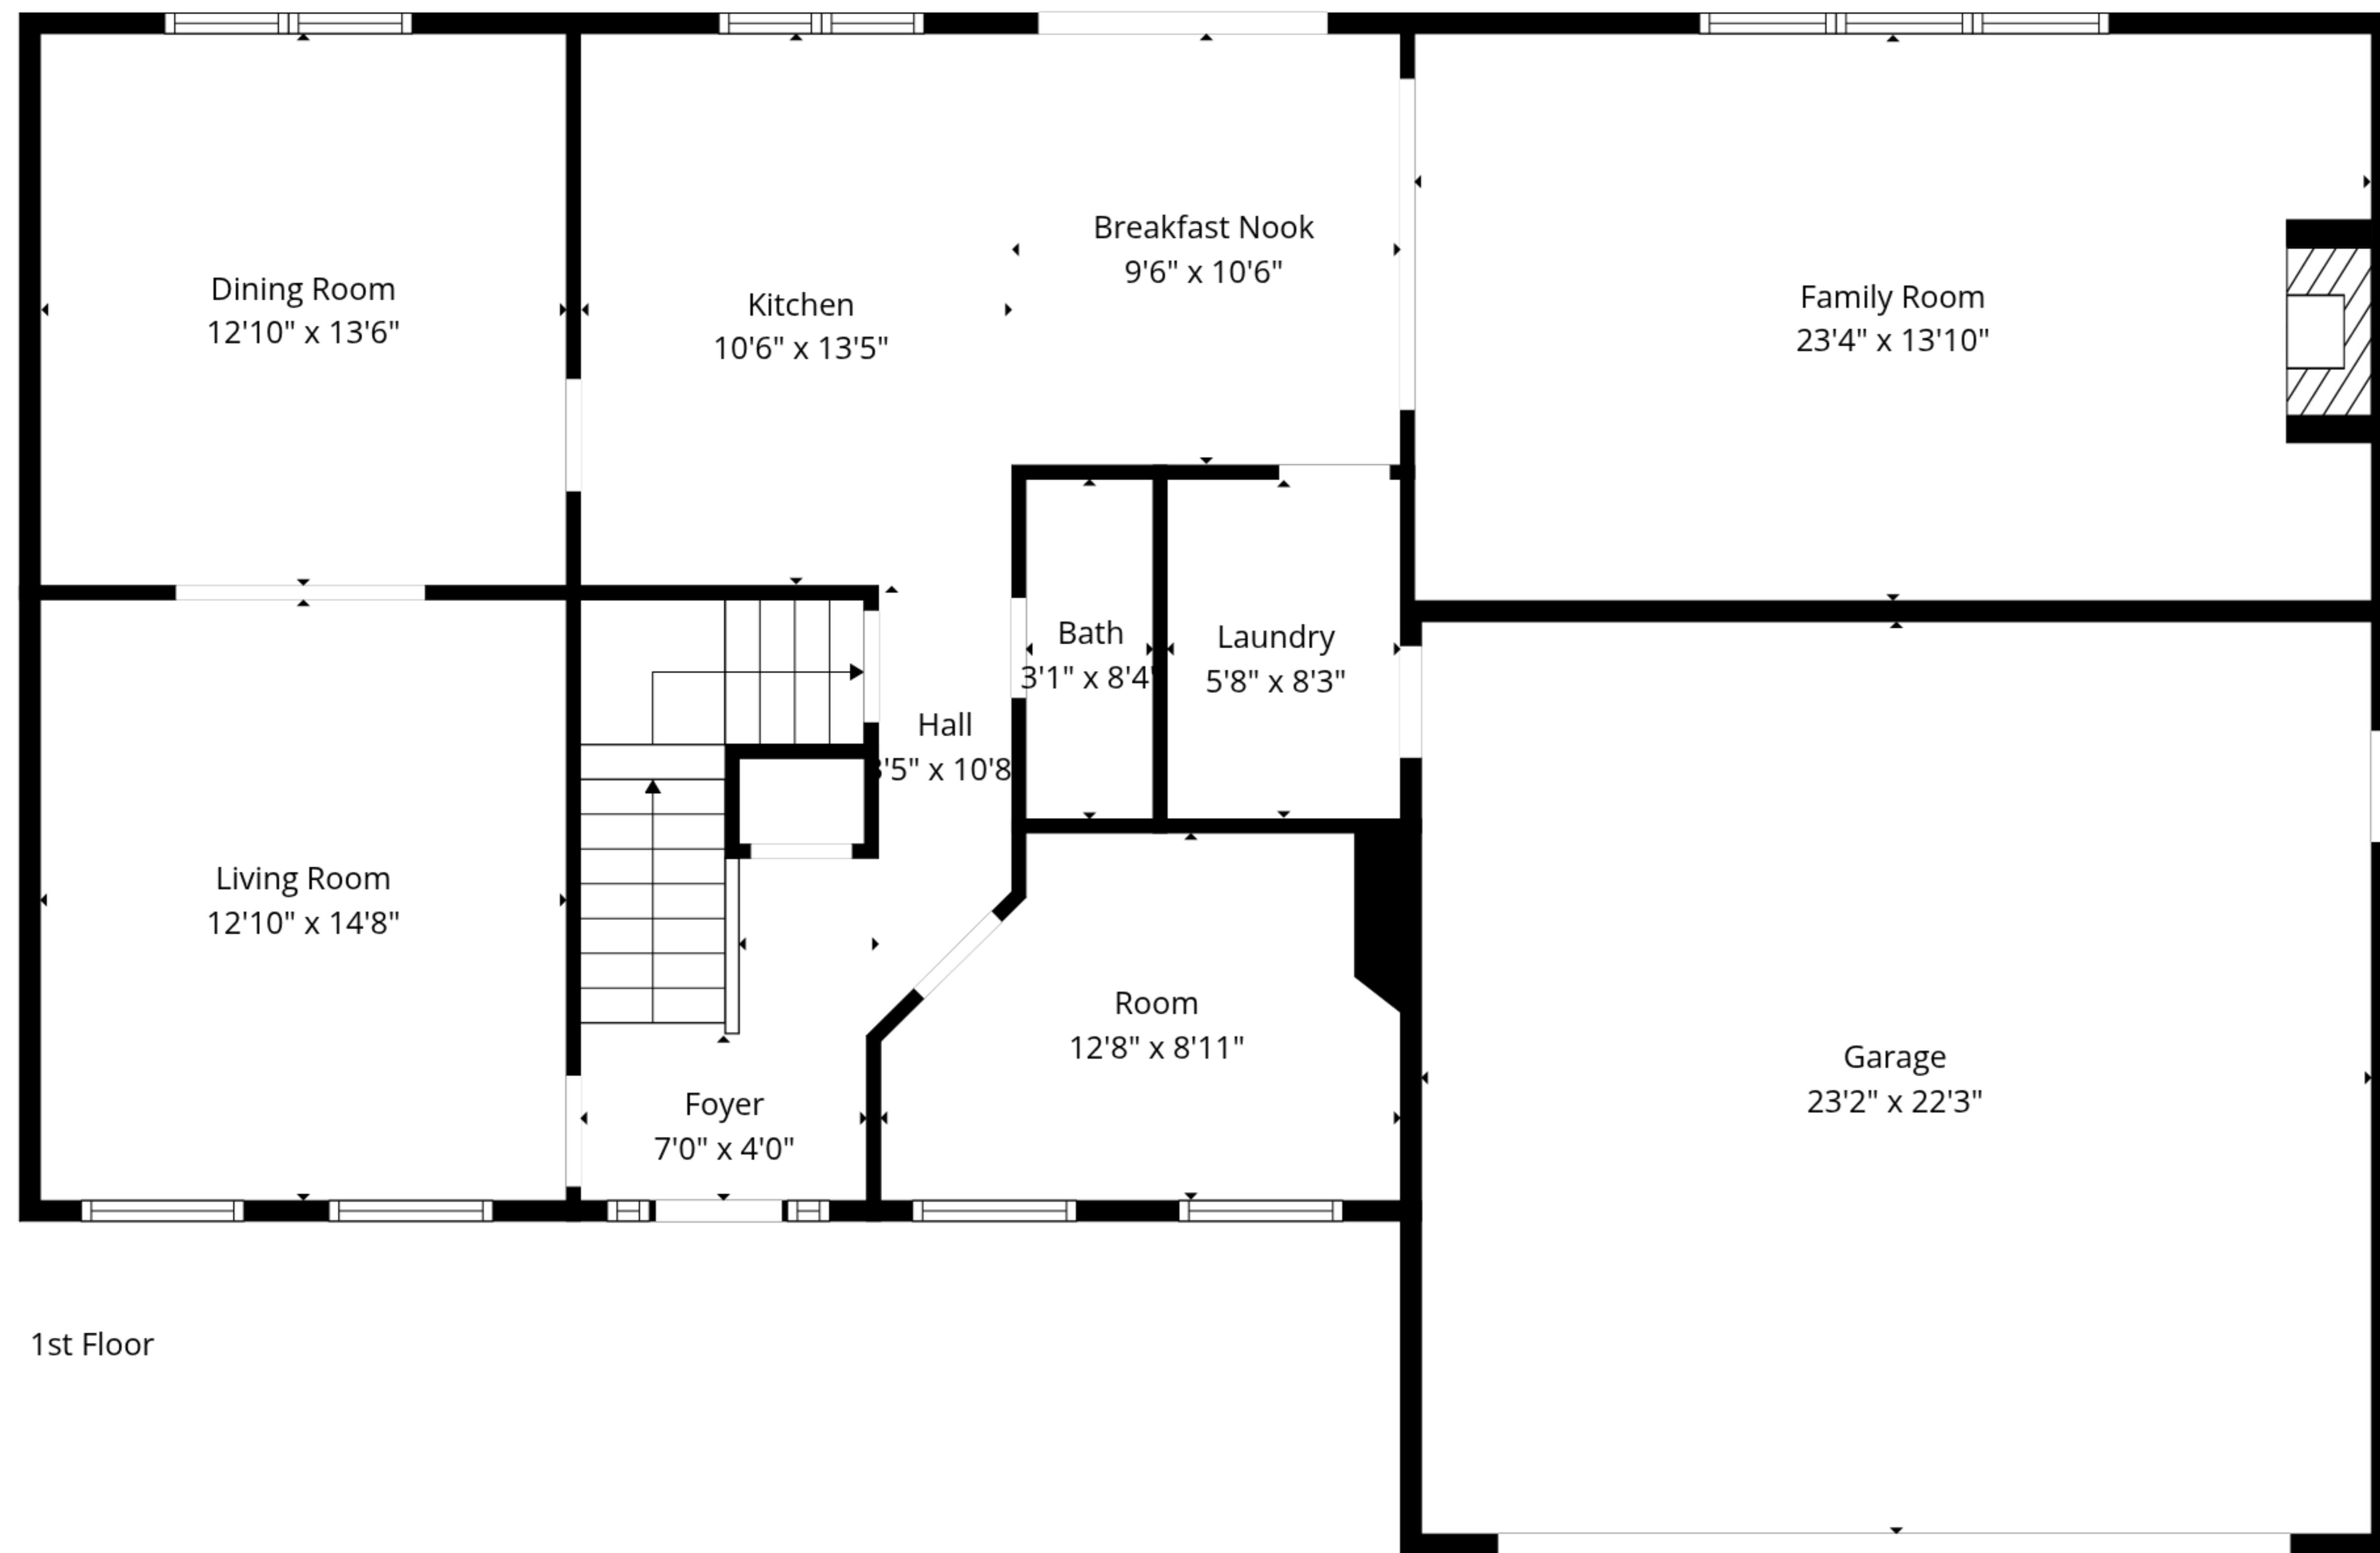 Breakfast Nook
9'6" x 10'6"
Dining Room
12'10" x 13'6"
Kitchen
10'6" x 13'5"
Family Room
23'4" x 13'10"
Bath
3'1" x 8'4"
Laundry
5'8" x 8'3"
Hall
'5" x 10'8
Living Room
12'10" x 14'8"
Room
12'8" x 8'11"
Garage
23'2" x 22'3"
Foyer
7'0" x 4'0"
1st Floor